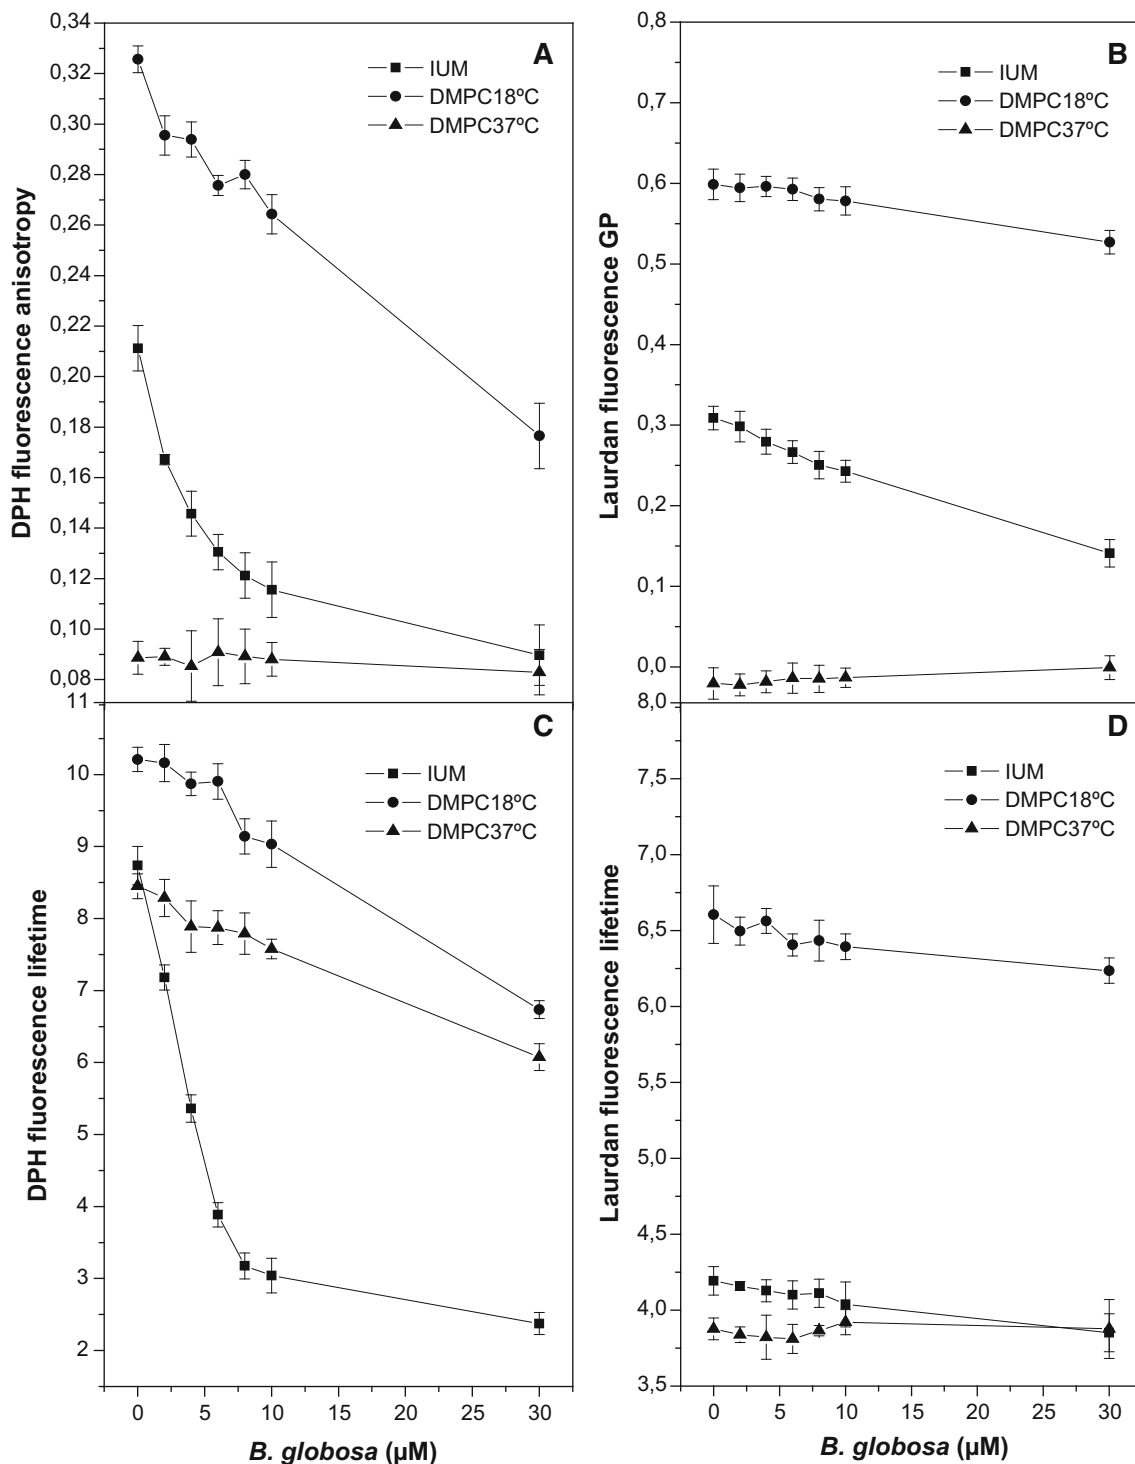 A
IUM
DMPC18ºC
DMPC37ºC
DPH fluorescence anisotropy
0,34
0,32
0,30
0,28
0,26
0,24
0,22
0,20
0,18
0,16
0,14
0,12
0,10
0,08
B
IUM
DMPC18ºC
DMPC37ºC
Laurdan fluorescence GP
0,8
0,7
0,6
0,5
0,4
0,3
0,2
0,1
0,0
C
IUM
DMPC18ºC
DMPC37ºC
DPH fluorescence lifetime
11
10
9
8
7
6
5
4
3
2
0 5 10 15 20 25 30
B. globosa (µM)
D
IUM
DMPC18ºC
DMPC37ºC
Laurdan fluorescence lifetime
8,0
7,5
7,0
6,5
6,0
5,5
5,0
4,5
4,0
3,5
0 5 10 15 20 25 30
B. globosa (µM)